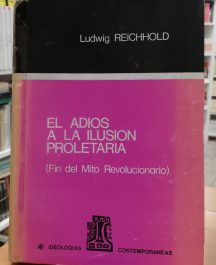 Ludwig REICHHOLD
EL ADIOS
A LA ILUSION
PROLETARIA
(Fin del Mito Revolucionario)
* IDEOLOGIAS CONTEMPORANEAS